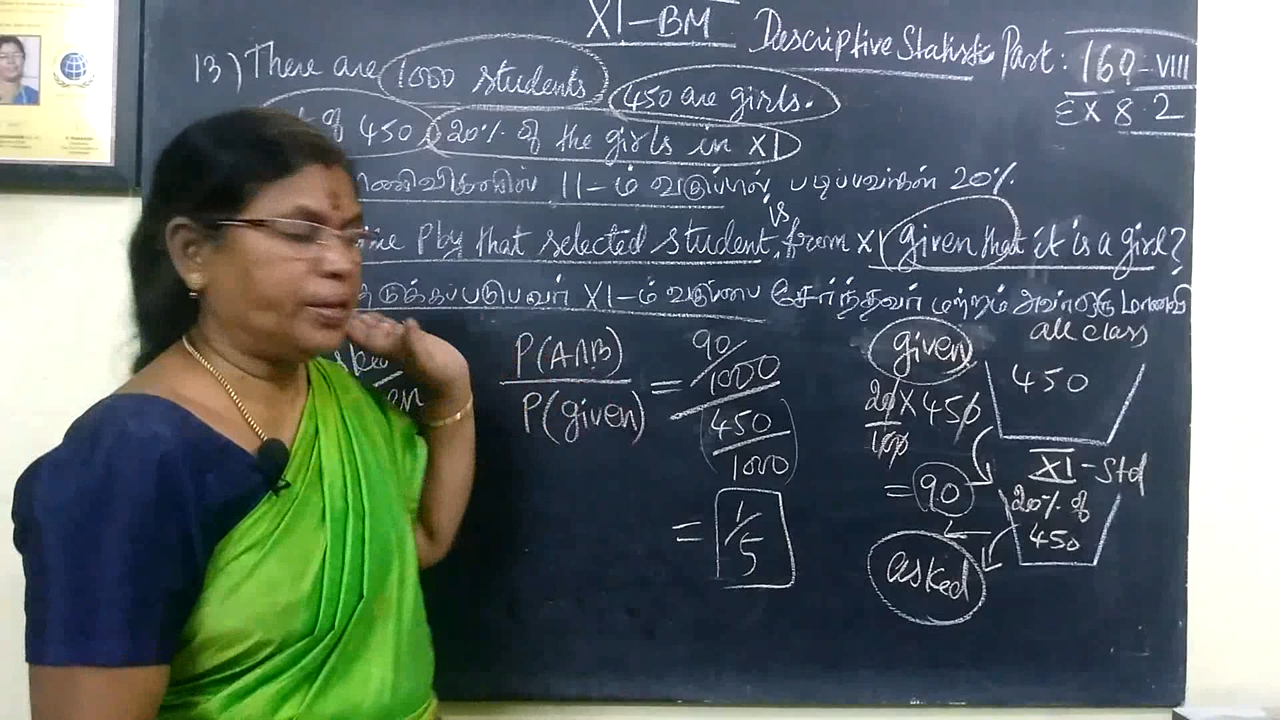 XI-BM Descriptive Statistic Part: 160-VIII
EX 8.2
13) There are 1000 students, 450 are girls.
of 450, 20% of the girls in XI
11-ம் வகுப்பில் படிப்பவர்கள் 20%.
Pby that selected student is from XI given that it is a girl?
XI-ம் வகுப்பை சேர்ந்தவர் மற்றும் அவர் ஒரு மாணவி
P(A∩B)
P(given)
= 90/1000
450
1000
= 1/5
given
20 × 450
100
= 90
asked
all class
450
XI-Std
20% of
450